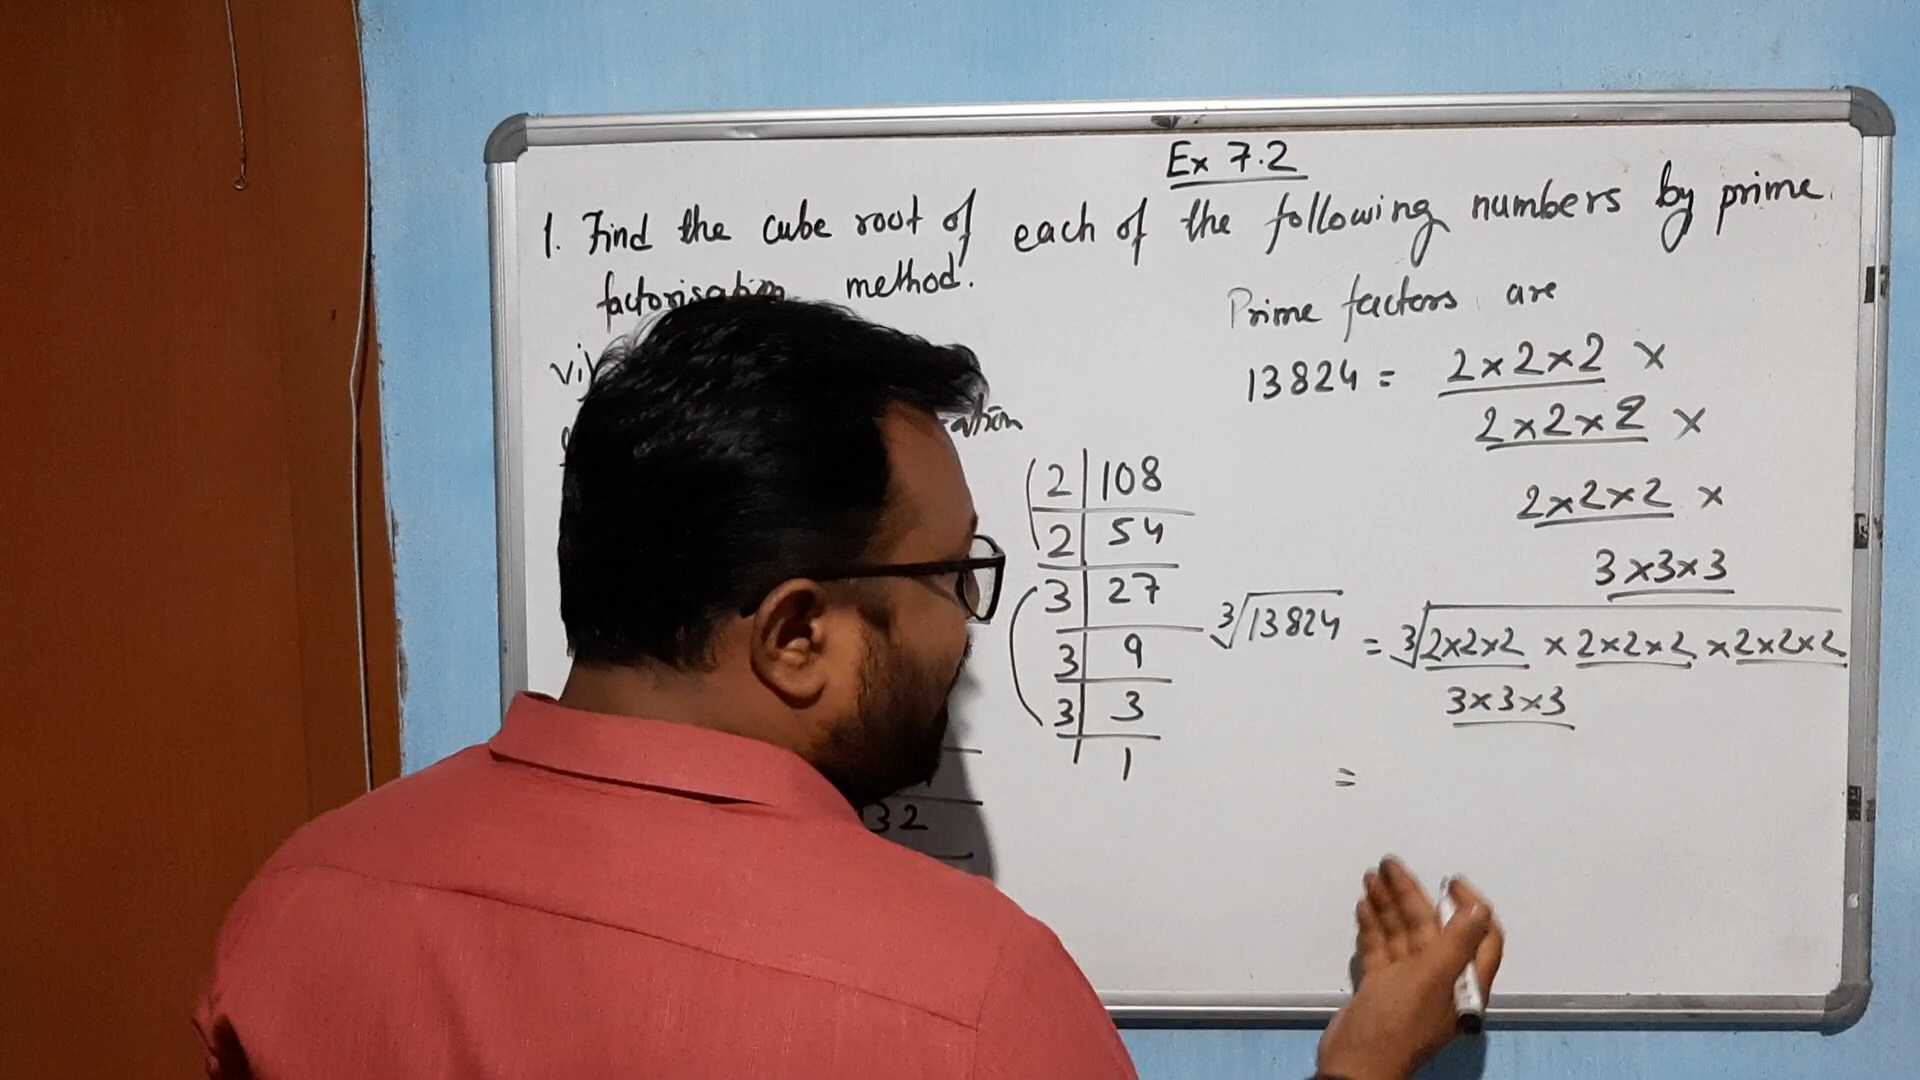 Ex 7.2
1. Find the cube root of each of the following numbers by prime
factorisation method.
vi)
Prime factors are
13824 = 2×2×2 ×
2×2×2 ×
2×2×2 ×
3×3×3
2 108
2 54
3 27
3 9
3 3
1
32
∛13824 = ∛2×2×2 × 2×2×2 × 2×2×2
3×3×3
=